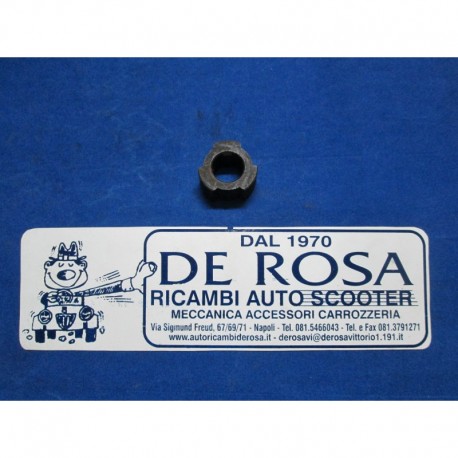 DAL 1970
DE ROSA
RICAMBI AUTO SCOOTER
MECCANICA ACCESSORI CARROZZERIA
Via Sigmund Freud, 67/69/71 - Napoli - Tel. 081.5466043 - Tel. e Fax 081.3791271
www.autoricambiderosa.it - derosavi@derosavittorio1.191.it